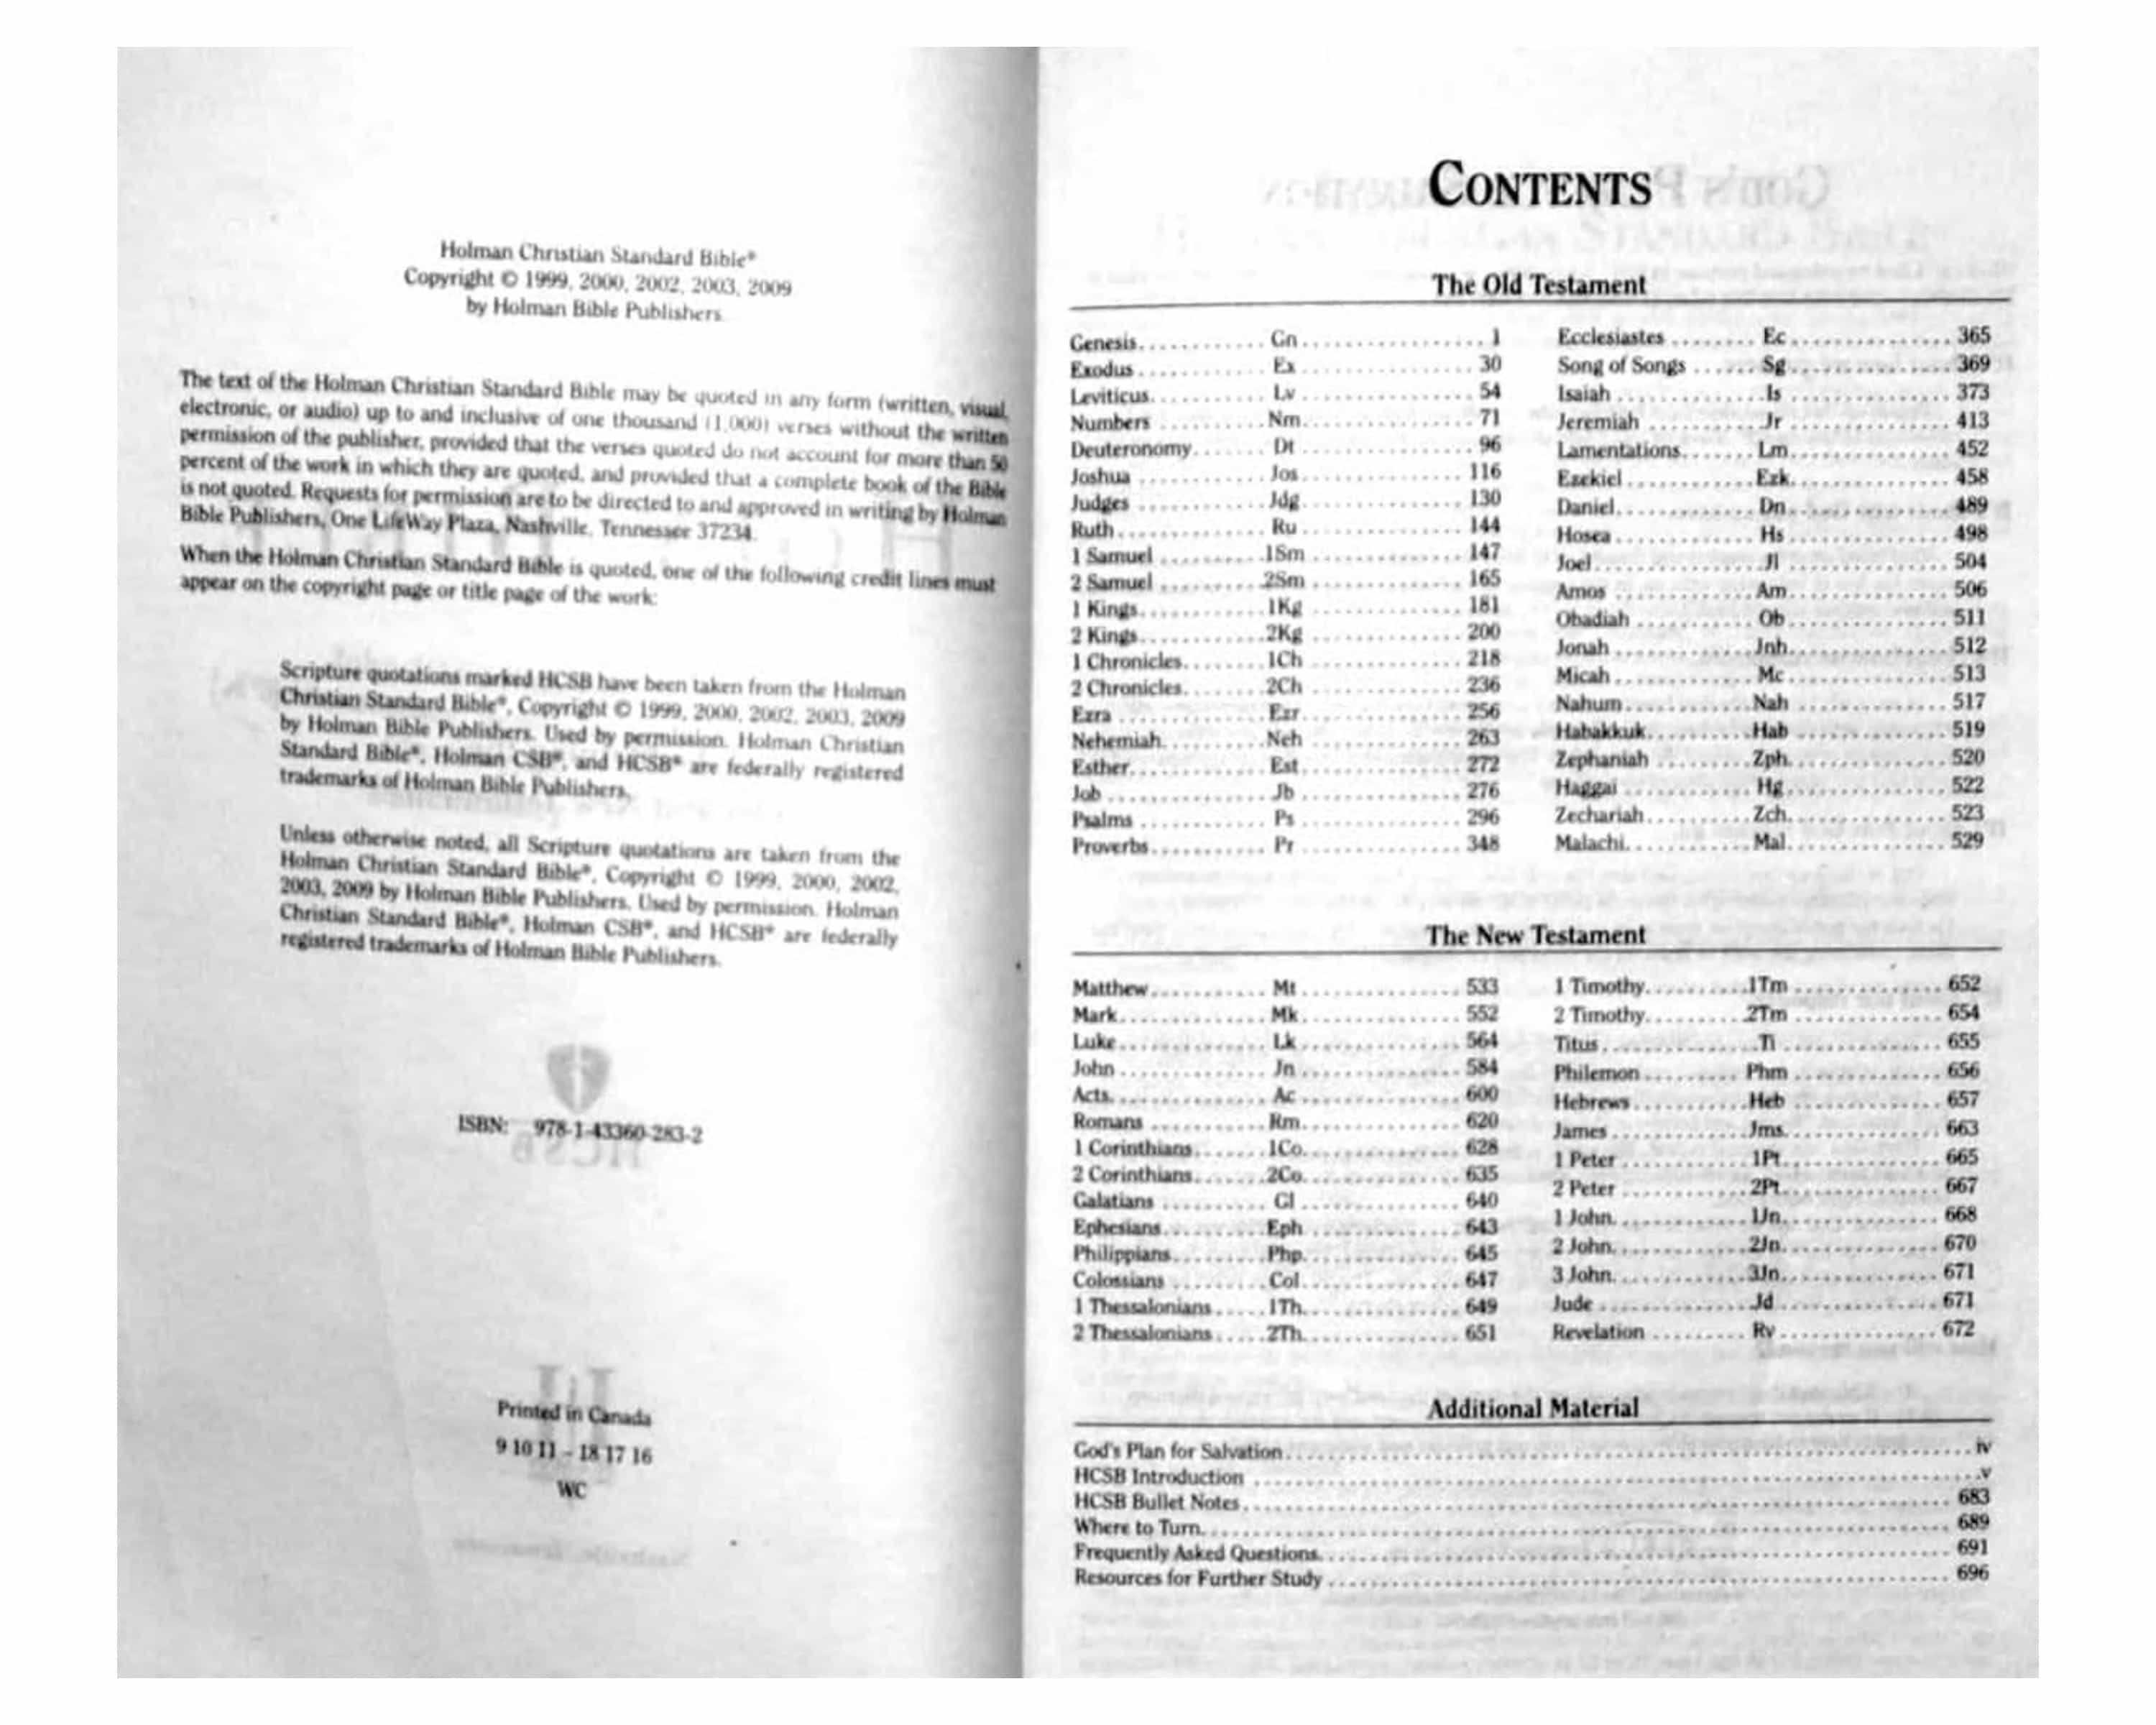 Holman Christian Standard Bible®
Copyright © 1999, 2000, 2002, 2003, 2009
by Holman Bible Publishers
The text of the Holman Christian Standard Bible may be quoted in any form (written, visual,
electronic, or audio) up to and inclusive of one thousand (1,000) verses without the written
permission of the publisher, provided that the verses quoted do not account for more than 50
percent of the work in which they are quoted, and provided that a complete book of the Bible
is not quoted. Requests for permission are to be directed to and approved in writing by Holman
Bible Publishers, One LifeWay Plaza, Nashville, Tennessee 37234.
When the Holman Christian Standard Bible is quoted, one of the following credit lines must
appear on the copyright page or title page of the work:
Scripture quotations marked HCSB have been taken from the Holman
Christian Standard Bible®, Copyright © 1999, 2000, 2002, 2003, 2009
by Holman Bible Publishers. Used by permission. Holman Christian
Standard Bible®, Holman CSB®, and HCSB® are federally registered
trademarks of Holman Bible Publishers.
Unless otherwise noted, all Scripture quotations are taken from the
Holman Christian Standard Bible®, Copyright © 1999, 2000, 2002,
2003, 2009 by Holman Bible Publishers. Used by permission. Holman
Christian Standard Bible®, Holman CSB®, and HCSB® are federally
registered trademarks of Holman Bible Publishers.
ISBN: 978-1-43360-283-2
Printed in Canada
9 10 11 – 18 17 16
WC
CONTENTS
The Old Testament
Genesis Gn 1
Exodus Ex 30
Leviticus Lv 54
Numbers Nm 71
Deuteronomy Dt 96
Joshua Jos 116
Judges Jdg 130
Ruth Ru 144
1 Samuel 1Sm 147
2 Samuel 2Sm 165
1 Kings 1Kg 181
2 Kings 2Kg 200
1 Chronicles 1Ch 218
2 Chronicles 2Ch 236
Ezra Ezr 256
Nehemiah Neh 263
Esther Est 272
Job Jb 276
Psalms Ps 296
Proverbs Pr 348
Ecclesiastes Ec 365
Song of Songs Sg 369
Isaiah Is 373
Jeremiah Jr 413
Lamentations Lm 452
Ezekiel Ezk 458
Daniel Dn 489
Hosea Hs 498
Joel Jl 504
Amos Am 506
Obadiah Ob 511
Jonah Jnh 512
Micah Mc 513
Nahum Nah 517
Habakkuk Hab 519
Zephaniah Zph 520
Haggai Hg 522
Zechariah Zch 523
Malachi Mal 529
The New Testament
Matthew Mt 533
Mark Mk 552
Luke Lk 564
John Jn 584
Acts Ac 600
Romans Rm 620
1 Corinthians 1Co 628
2 Corinthians 2Co 635
Galatians Gl 640
Ephesians Eph 643
Philippians Php 645
Colossians Col 647
1 Thessalonians 1Th 649
2 Thessalonians 2Th 651
1 Timothy 1Tm 652
2 Timothy 2Tm 654
Titus Ti 655
Philemon Phm 656
Hebrews Heb 657
James Jms 663
1 Peter 1Pt 665
2 Peter 2Pt 667
1 John 1Jn 668
2 John 2Jn 670
3 John 3Jn 671
Jude Jd 671
Revelation Rv 672
Additional Material
God's Plan for Salvation iv
HCSB Introduction v
HCSB Bullet Notes 683
Where to Turn 689
Frequently Asked Questions 691
Resources for Further Study 696